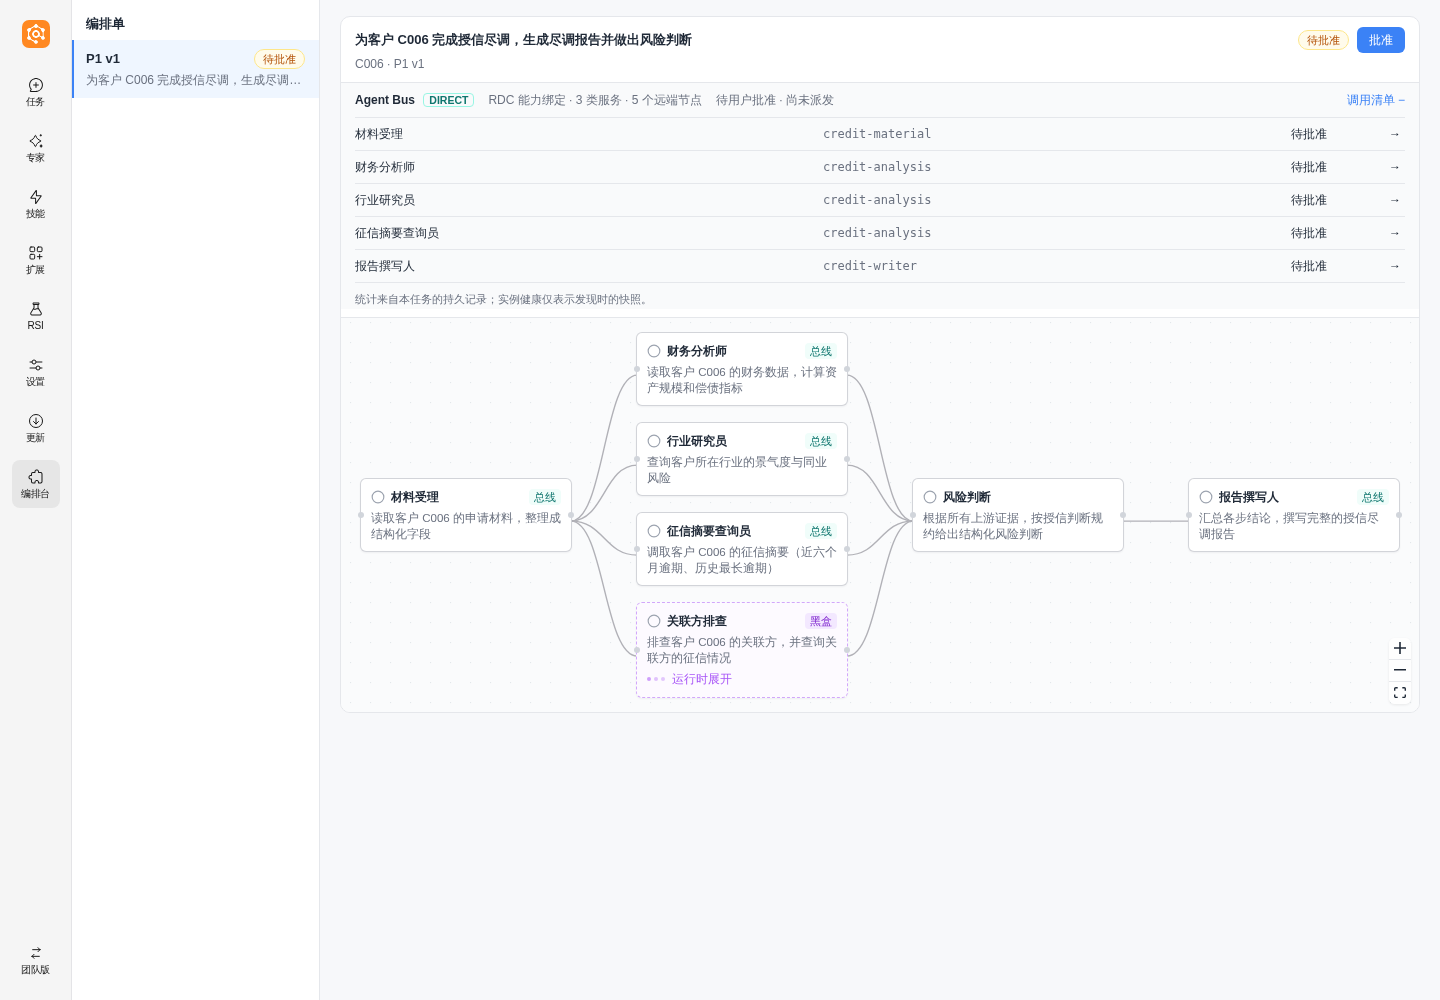 任务
专家
技能
扩展
RSI
设置
更新
编排台
团队版
编排单
P1 v1
待批准
为客户 C006 完成授信尽调，生成尽调…
为客户 C006 完成授信尽调，生成尽调报告并做出风险判断
待批准
批准
C006 · P1 v1
Agent Bus DIRECT RDC 能力绑定 · 3 类服务 · 5 个远端节点 待用户批准 · 尚未派发 调用清单 −
材料受理 credit-material 待批准 →
财务分析师 credit-analysis 待批准 →
行业研究员 credit-analysis 待批准 →
征信摘要查询员 credit-analysis 待批准 →
报告撰写人 credit-writer 待批准 →
统计来自本任务的持久记录；实例健康仅表示发现时的快照。
材料受理 总线
读取客户 C006 的申请材料，整理成
结构化字段
财务分析师 总线
读取客户 C006 的财务数据，计算资
产规模和偿债指标
行业研究员 总线
查询客户所在行业的景气度与同业
风险
征信摘要查询员 总线
调取客户 C006 的征信摘要（近六个
月逾期、历史最长逾期）
关联方排查 黑盒
排查客户 C006 的关联方，并查询关
联方的征信情况
运行时展开
风险判断
根据所有上游证据，按授信判断规
约给出结构化风险判断
报告撰写人 总线
汇总各步结论，撰写完整的授信尽
调报告